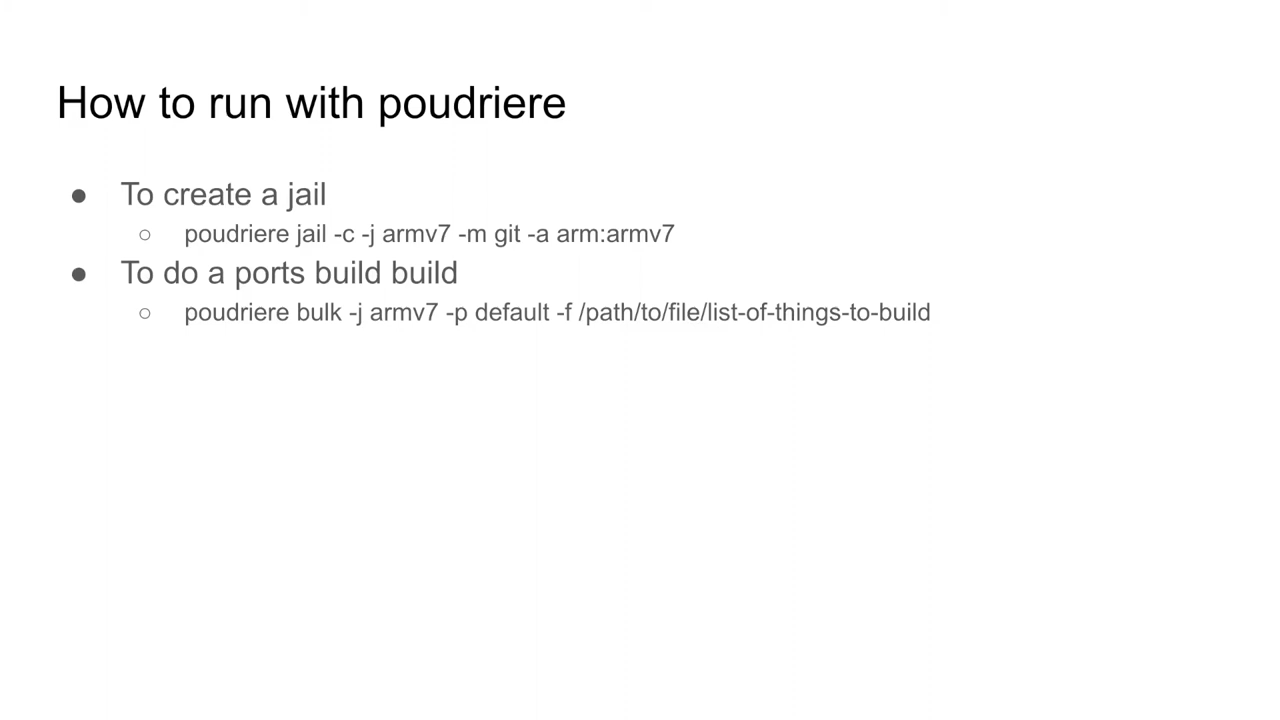 How to run with poudriere
● To create a jail
○ poudriere jail -c -j armv7 -m git -a arm:armv7
● To do a ports build build
○ poudriere bulk -j armv7 -p default -f /path/to/file/list-of-things-to-build